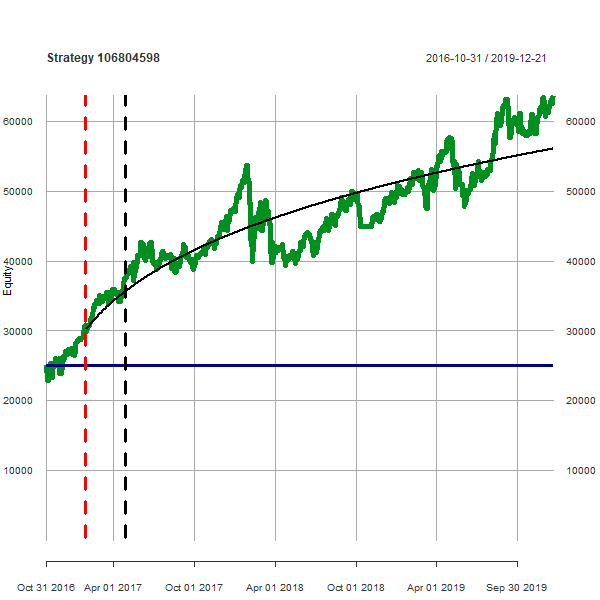 Strategy 106804598 2016-10-31 / 2019-12-21
60000 60000
50000 50000
40000 40000
Equity
30000 30000
20000 20000
10000 10000
Oct 31 2016 Apr 01 2017 Oct 01 2017 Apr 01 2018 Oct 01 2018 Apr 01 2019 Sep 30 2019